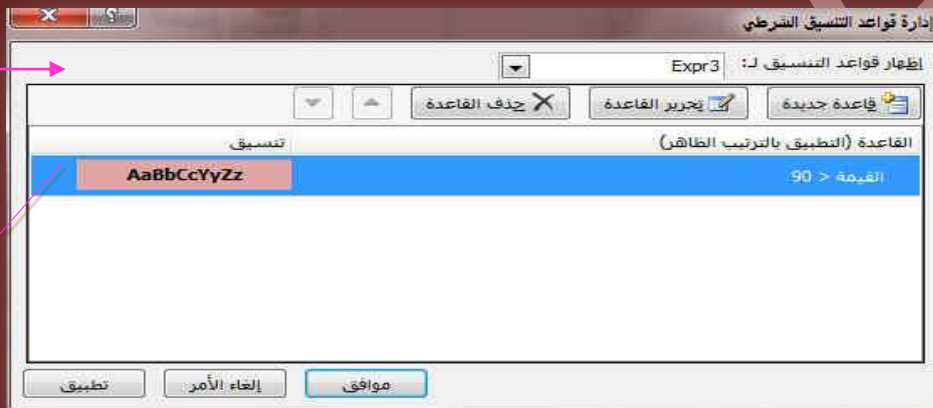 إدارة قواعد التنسيق الشرطي
إظهار قواعد التنسيق لـ: Expr3
قاعدة جديدة تحرير القاعدة حذف القاعدة
القاعدة (التطبيق بالترتيب الظاهر) تنسيق
القيمة < 90 AaBbCcYyZz
موافق إلغاء الأمر تطبيق